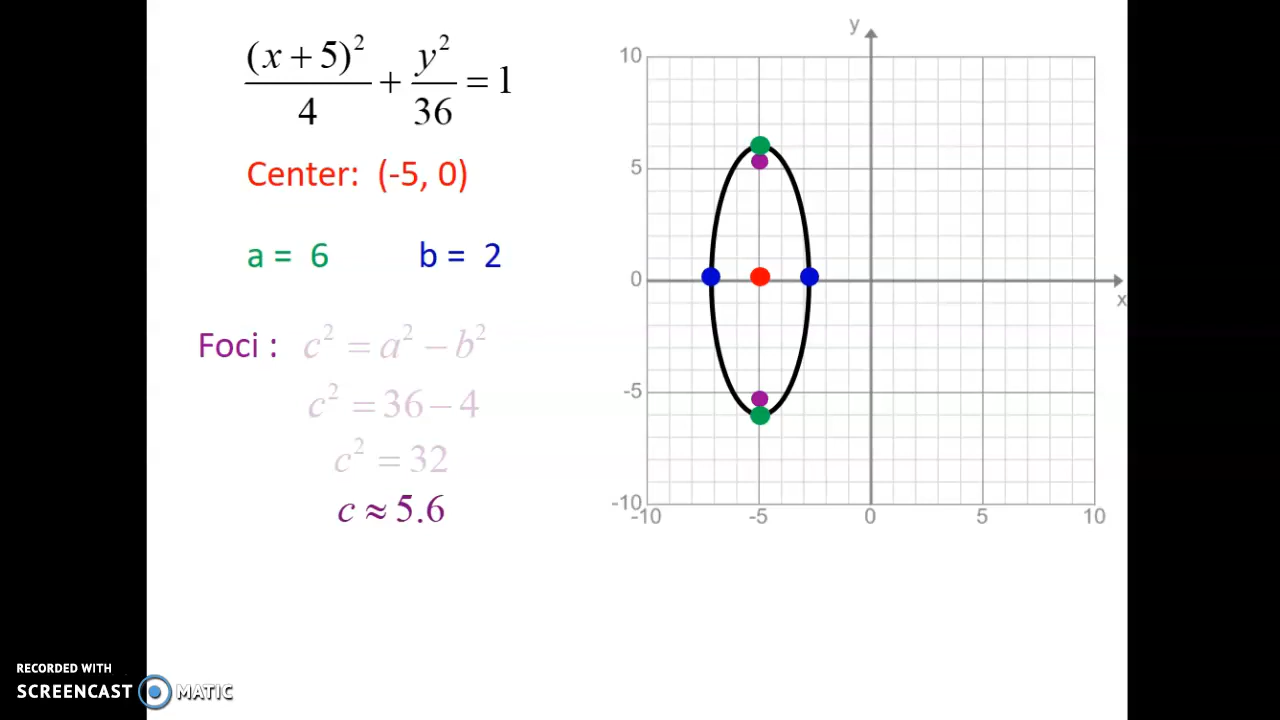 (x + 5)² / 4 + y² / 36 = 1
Center: (-5, 0)
a = 6 b = 2
Foci : c² = a² − b²
c² = 36 − 4
c² = 32
c ≈ 5.6
y
10
5
0
-5
-10
x
-10 -5 0 5 10
RECORDED WITH
SCREENCAST MATIC